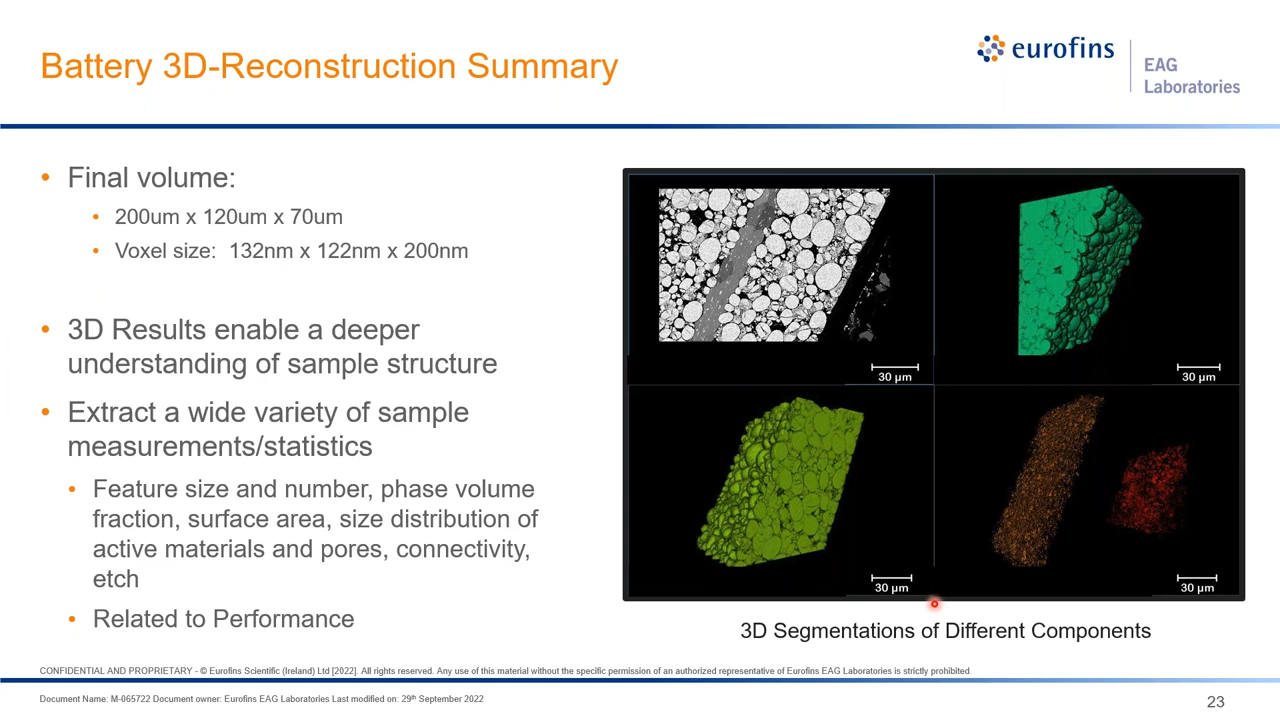 Battery 3D-Reconstruction Summary
eurofins
EAG
Laboratories
• Final volume:
• 200um x 120um x 70um
• Voxel size: 132nm x 122nm x 200nm
• 3D Results enable a deeper
understanding of sample structure
• Extract a wide variety of sample
measurements/statistics
• Feature size and number, phase volume
fraction, surface area, size distribution of
active materials and pores, connectivity,
etch
• Related to Performance
30 µm
30 µm
30 µm
30 µm
3D Segmentations of Different Components
CONFIDENTIAL AND PROPRIETARY - © Eurofins Scientific (Ireland) Ltd [2022]. All rights reserved. Any use of this material without the specific permission of an authorized representative of Eurofins EAG Laboratories is strictly prohibited.
Document Name: M-065722 Document owner: Eurofins EAG Laboratories Last modified on: 29th September 2022
23